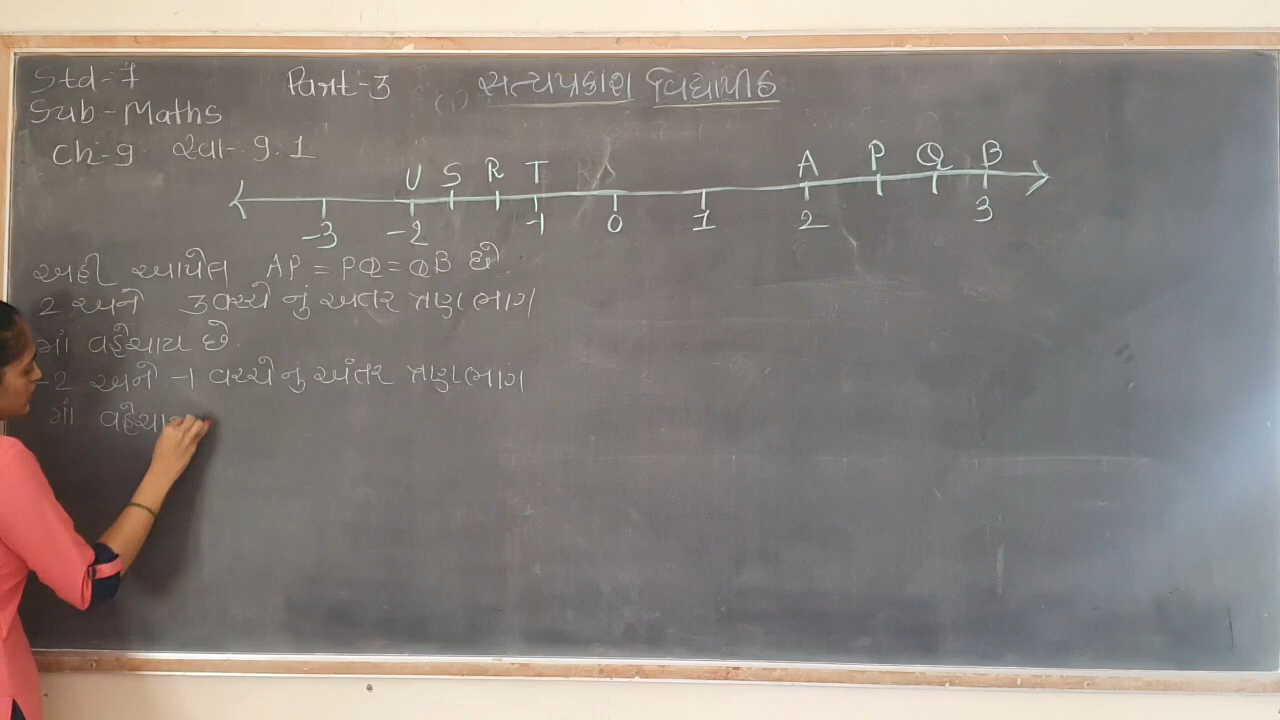 Std-7 Part-3 સત્યપ્રકાશ વિદ્યાપીઠ
Sub-Maths
Ch-9 સ્વા-9.1
U S R T A P Q B
-3 -2 -1 0 1 2 3
અહીં આપેલ AP = PQ = QB છે.
2 અને 3 વચ્ચે નું અતર ત્રણ ભાગ
માં વહેંચાય છે.
-2 અને -1 વચ્ચે નું અંતર ત્રણ ભાગ
માં વહેંચા